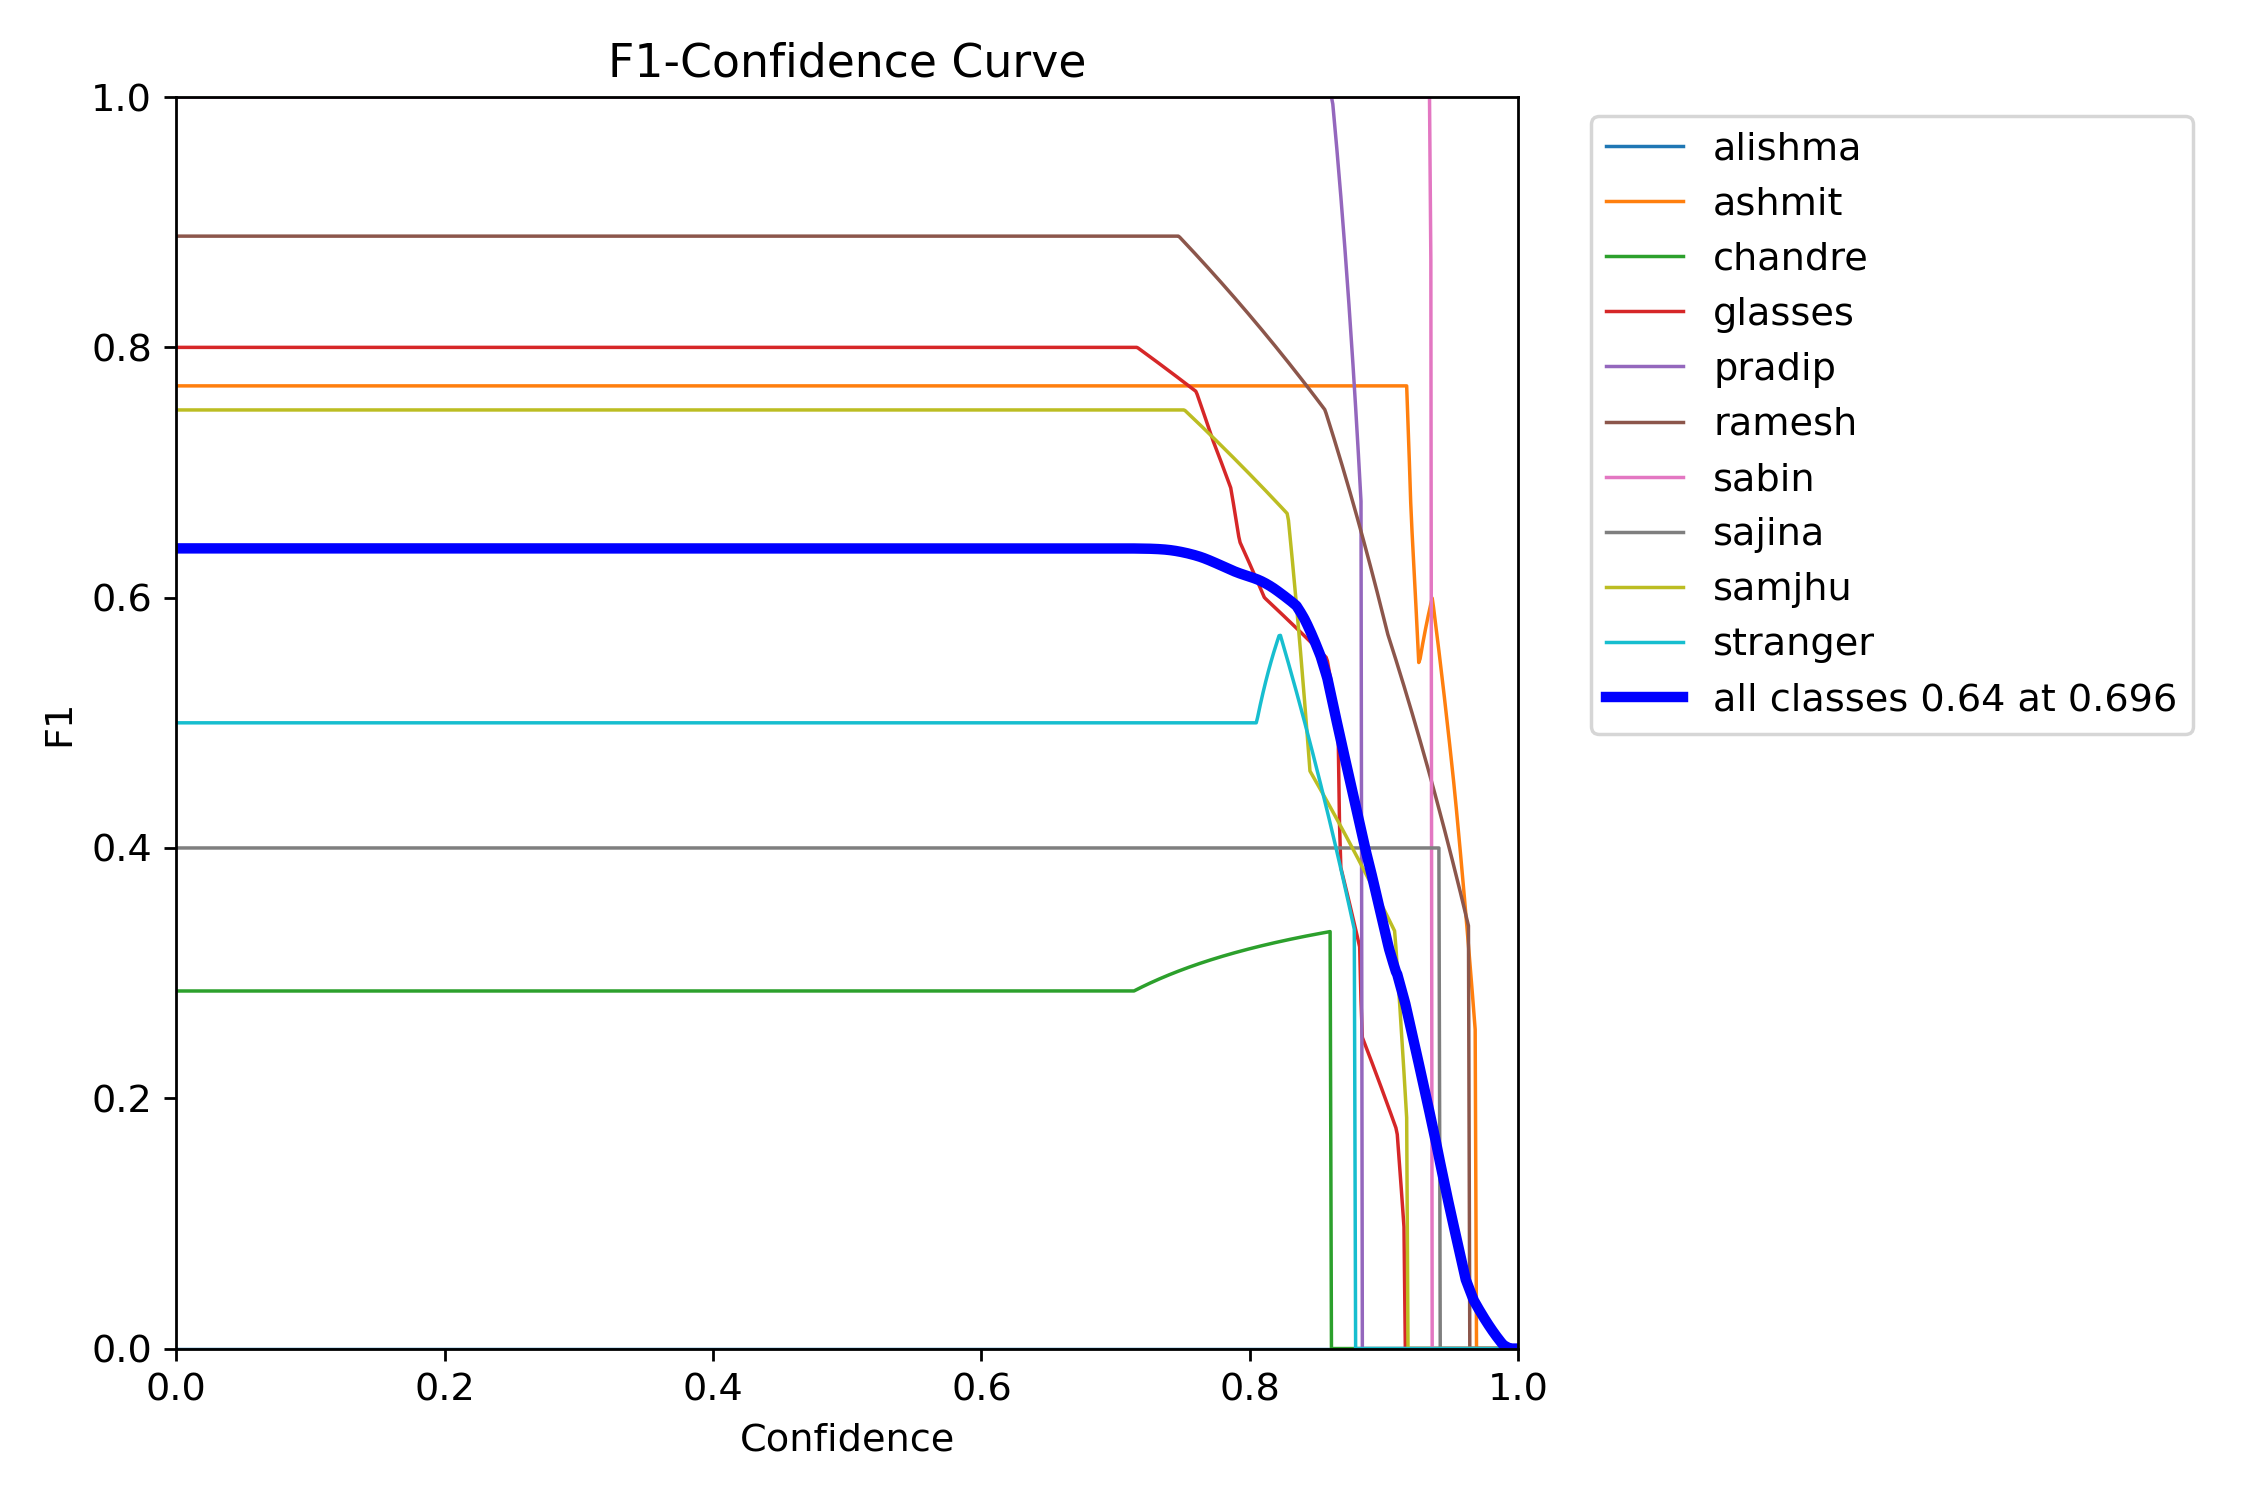 F1-Confidence Curve
1.0
0.8
0.6
0.4
0.2
0.0
F1
0.0 0.2 0.4 0.6 0.8 1.0
Confidence
alishma
ashmit
chandre
glasses
pradip
ramesh
sabin
sajina
samjhu
stranger
all classes 0.64 at 0.696